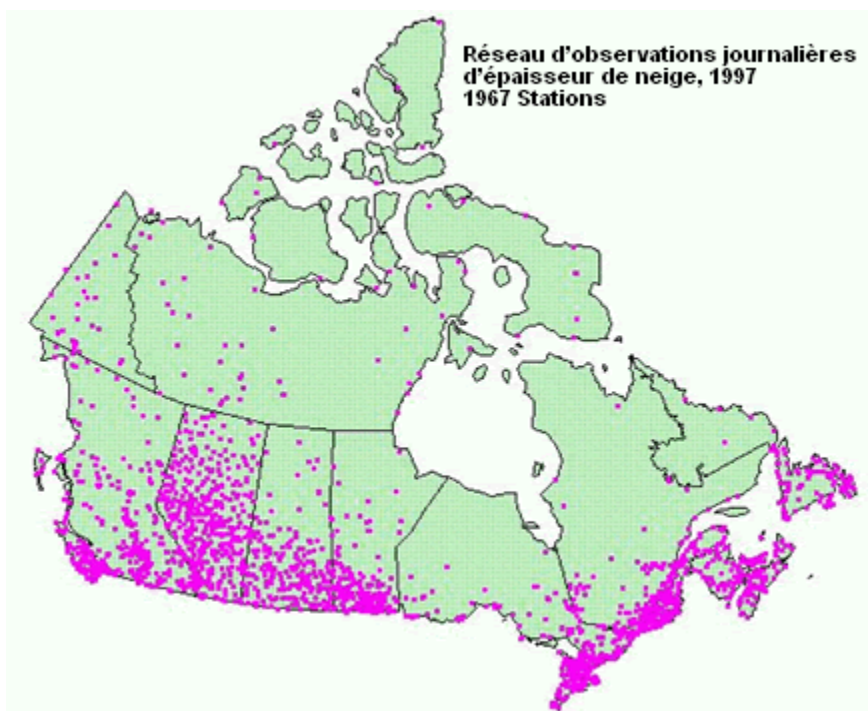 Réseau d'observations journalières
d'épaisseur de neige, 1997
1967 Stations